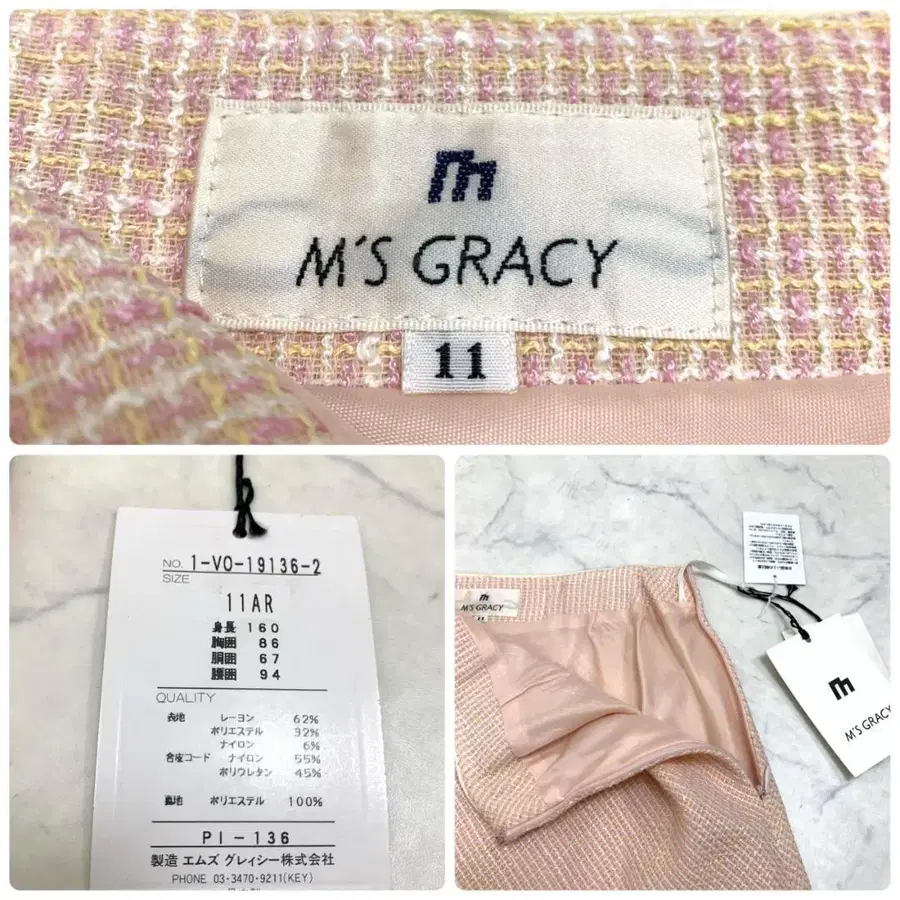 M'S GRACY
11
NO. 1-VO-19136-2
SIZE
11AR
身長 160
胸囲 86
胴囲 67
腰囲 94
QUALITY
表地 レーヨン 62%
ポリエステル 32%
ナイロン 6%
合皮コード ナイロン 55%
ポリウレタン 45%
裏地 ポリエステル 100%
PI-136
製造 エムズ グレィシー株式会社
PHONE 03-3470-9211(KEY)
M'S GRACY
11
M'S GRACY